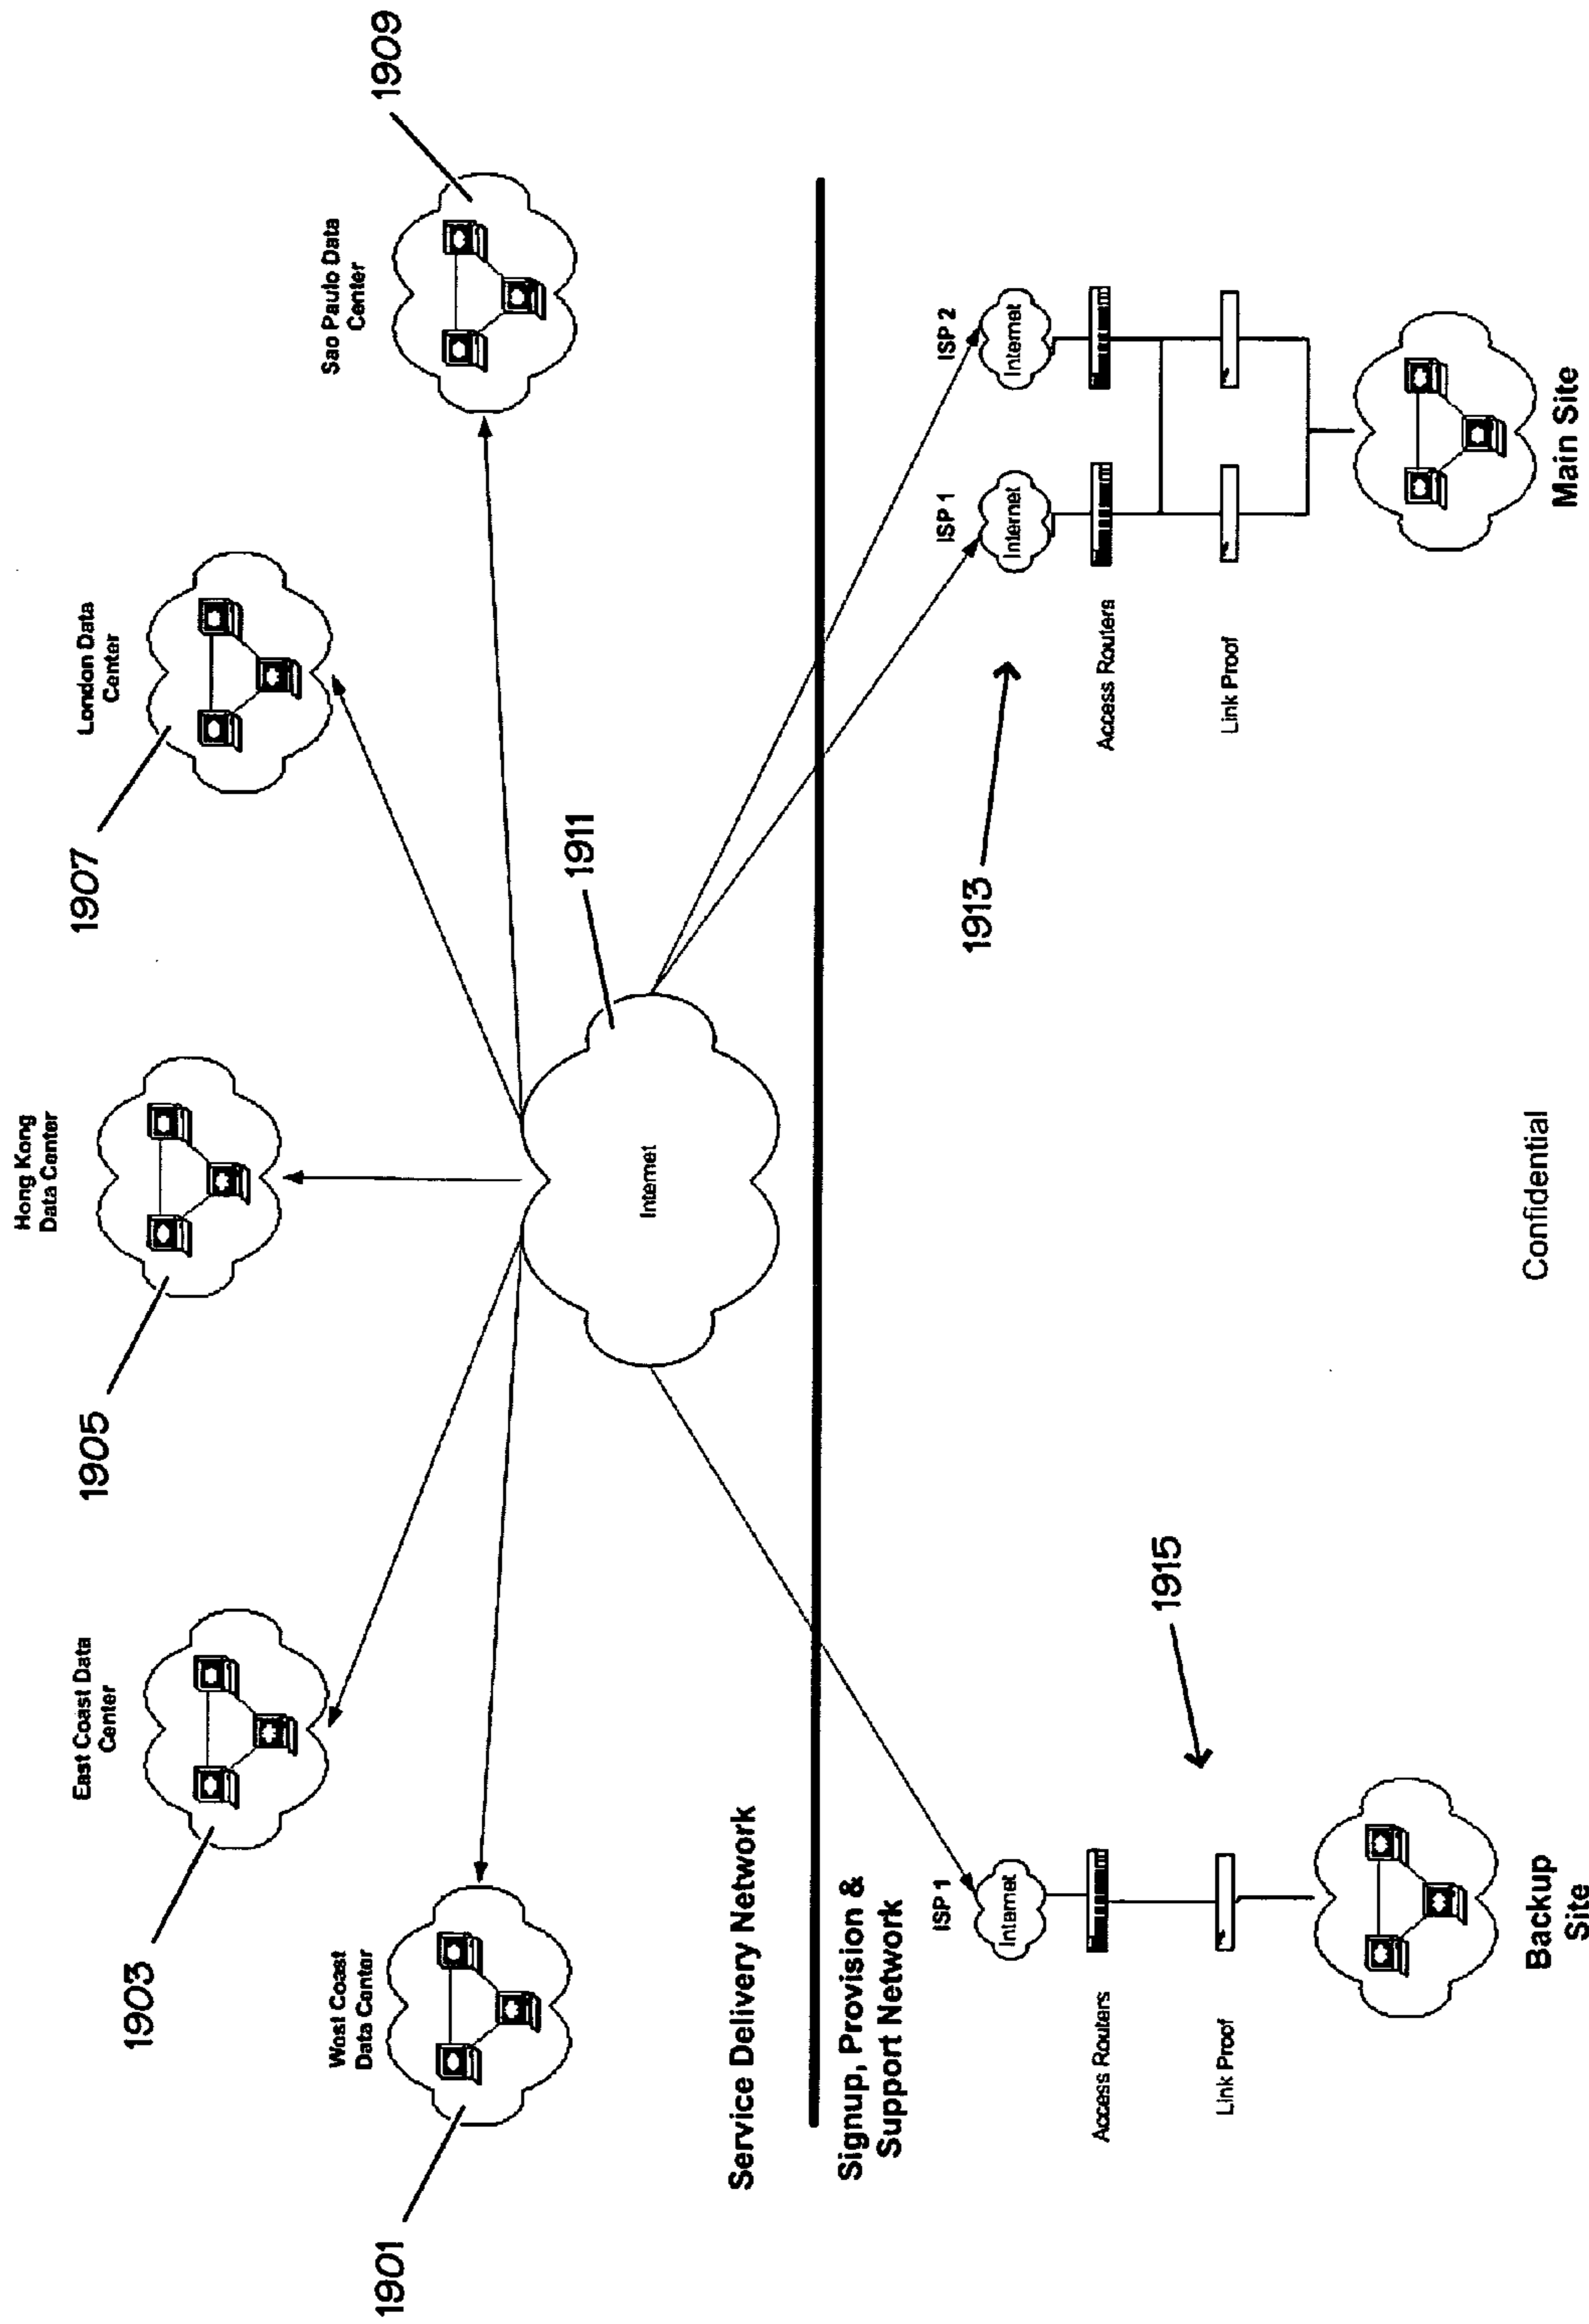 Hong Kong
Data Center
East Coast Data
Center
London Data
Center
1903
1905
1907
West Coast
Data Center
Sao Paulo Data
Center
1901
1909
1911
Internet
Service Delivery Network
Signup, Provision &
Support Network
ISP 1
Internet
ISP 1
Internet
ISP 2
Internet
1913
Access Routers
Access Routers
1915
Link Proof
Link Proof
Backup
Site
Confidential
Main Site